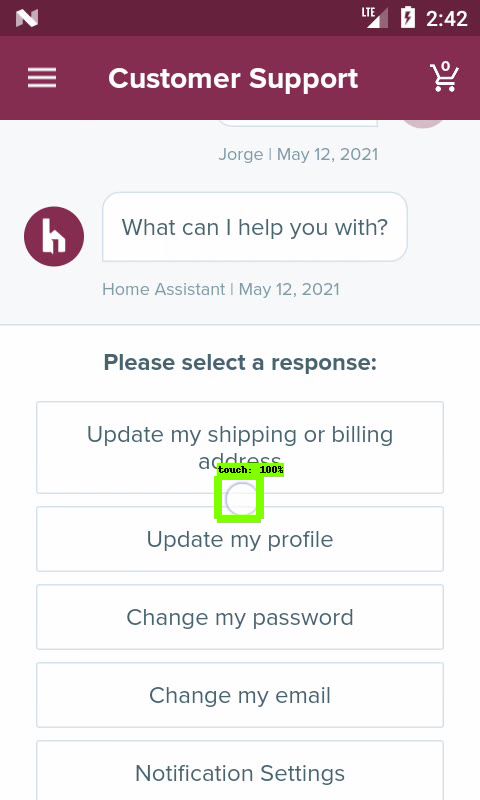 LTE 2:42
Customer Support 0
Jorge | May 12, 2021
h
What can I help you with?
Home Assistant | May 12, 2021
Please select a response:
Update my shipping or billing
address
touch: 100%
Update my profile
Change my password
Change my email
Notification Settings